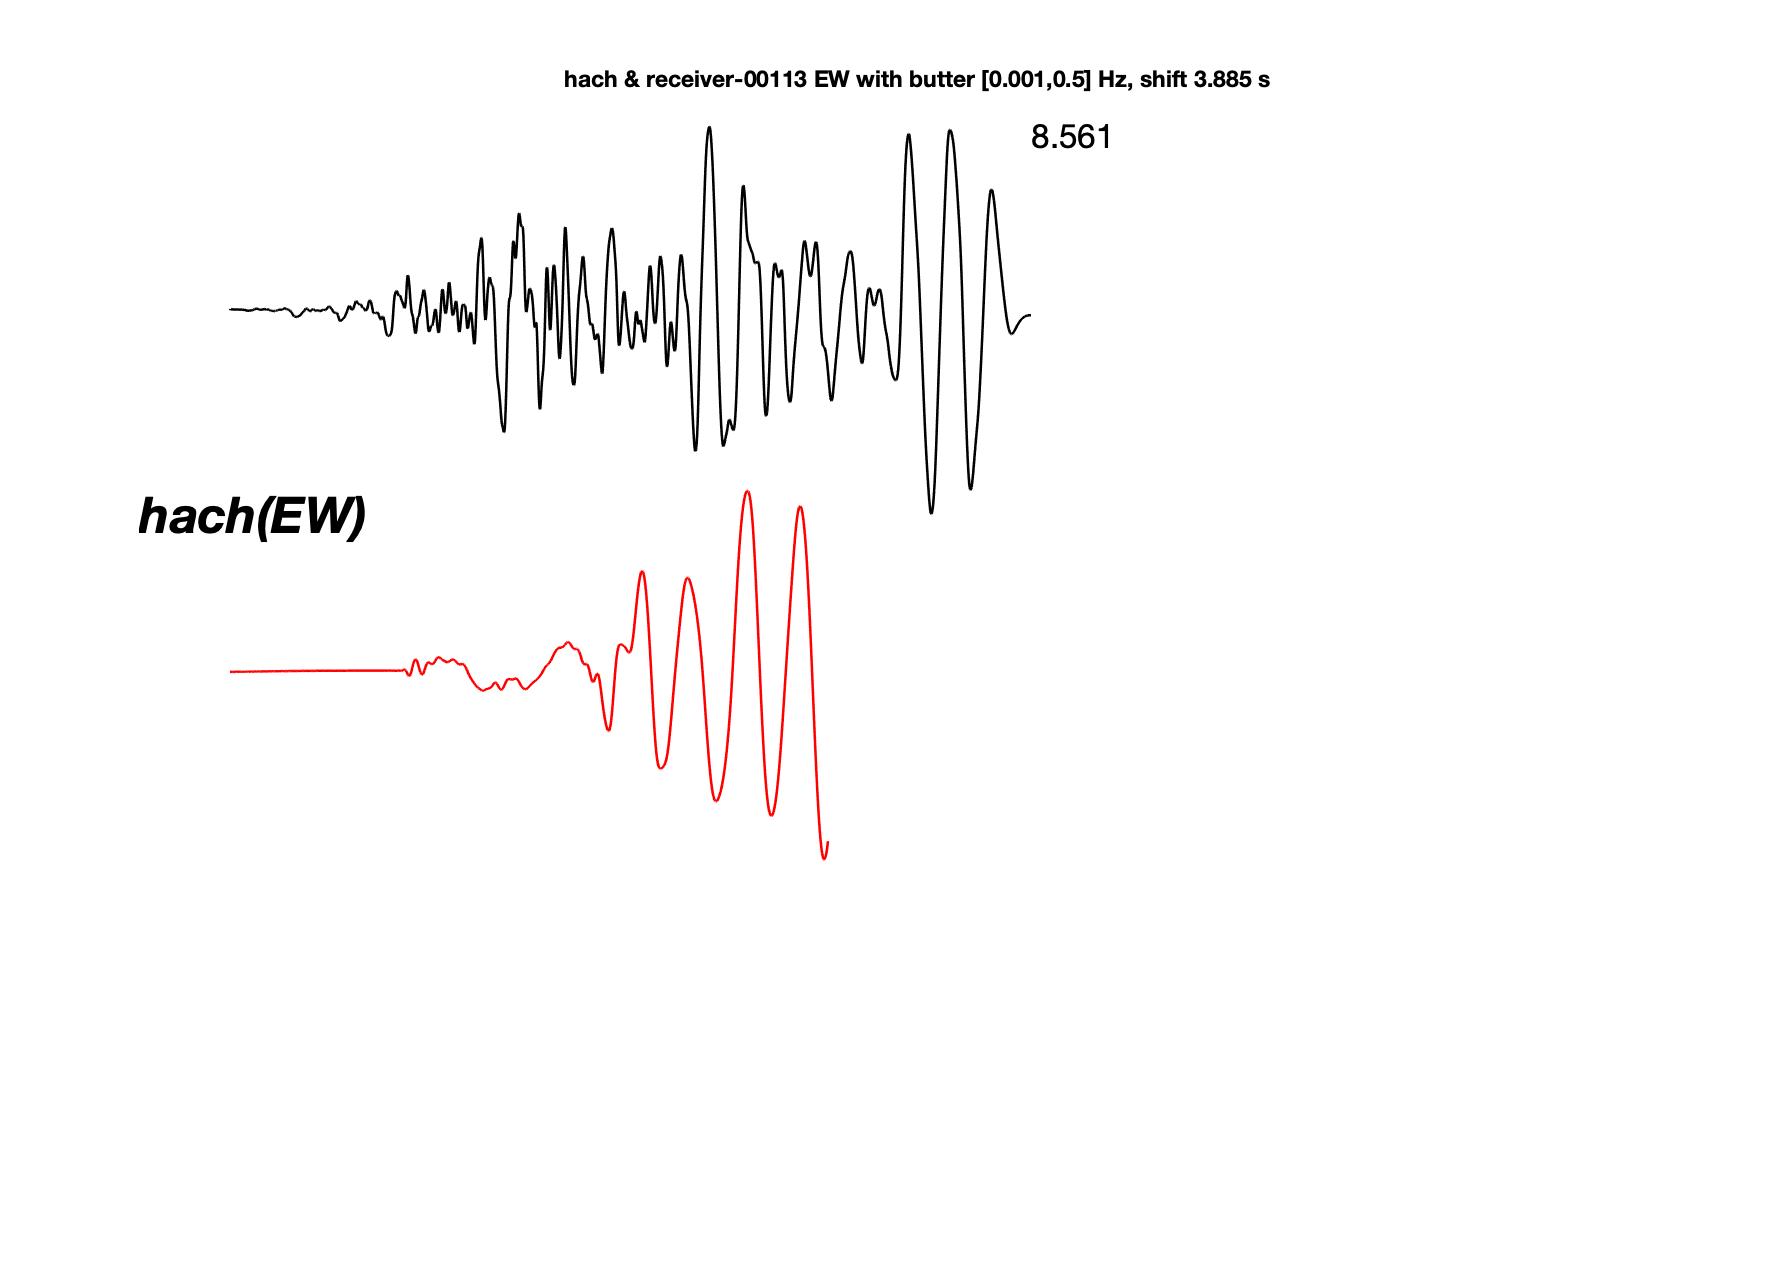 hach & receiver-00113 EW with butter [0.001,0.5] Hz, shift 3.885 s
8.561
hach(EW)